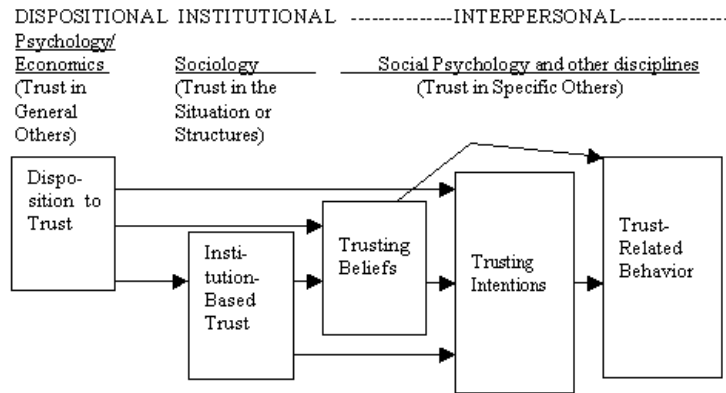 DISPOSITIONAL INSTITUTIONAL -------------INTERPERSONAL-------------
Psychology/
Economics Sociology Social Psychology and other disciplines
(Trust in (Trust in the (Trust in Specific Others)
General Situation or
Others) Structures)
Dispo-
sition to
Trust
Insti-
tution-
Based
Trust
Trusting
Beliefs
Trusting
Intentions
Trust-
Related
Behavior